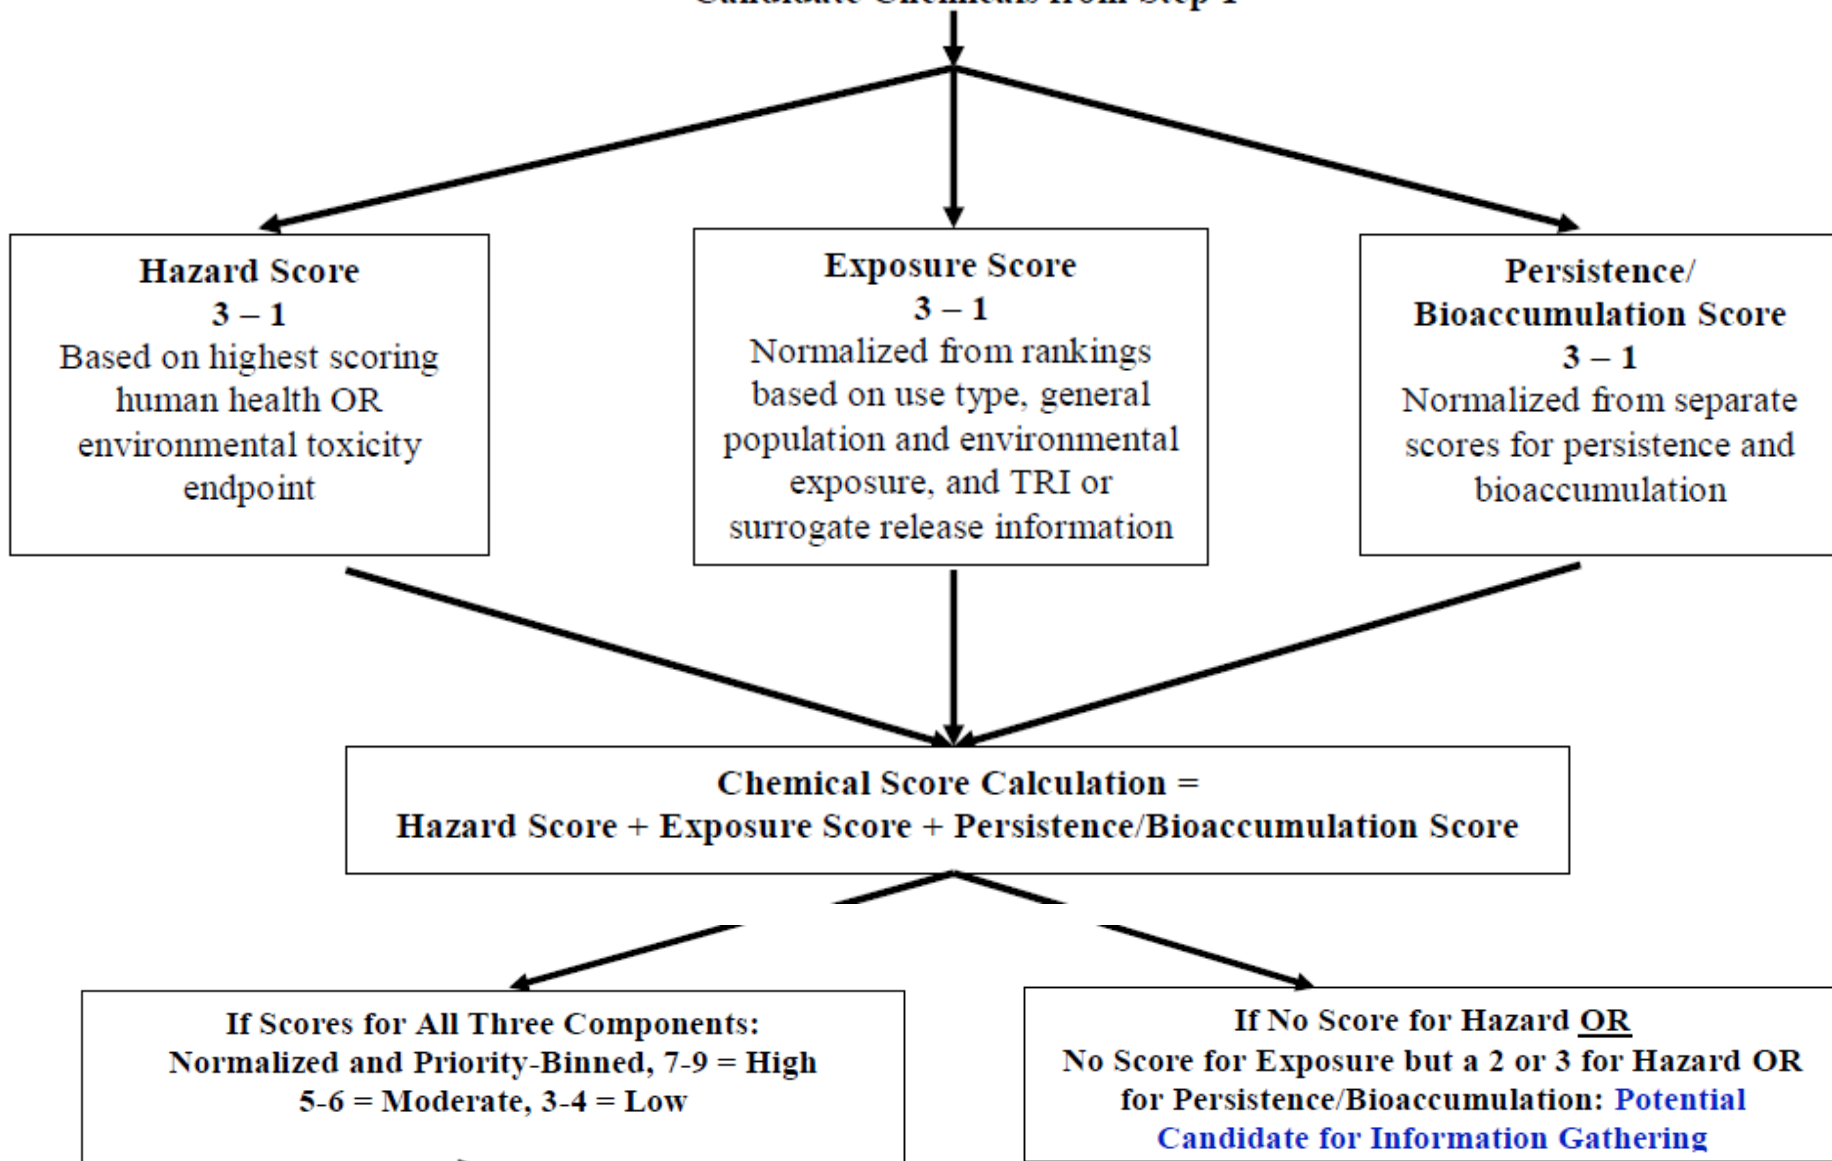 Candidate Chemicals from Step 1
Hazard Score
3 – 1
Based on highest scoring
human health OR
environmental toxicity
endpoint
Exposure Score
3 – 1
Normalized from rankings
based on use type, general
population and environmental
exposure, and TRI or
surrogate release information
Persistence/
Bioaccumulation Score
3 – 1
Normalized from separate
scores for persistence and
bioaccumulation
Chemical Score Calculation =
Hazard Score + Exposure Score + Persistence/Bioaccumulation Score
If Scores for All Three Components:
Normalized and Priority-Binned, 7-9 = High
5-6 = Moderate, 3-4 = Low
If No Score for Hazard OR
No Score for Exposure but a 2 or 3 for Hazard OR
for Persistence/Bioaccumulation: Potential
Candidate for Information Gathering